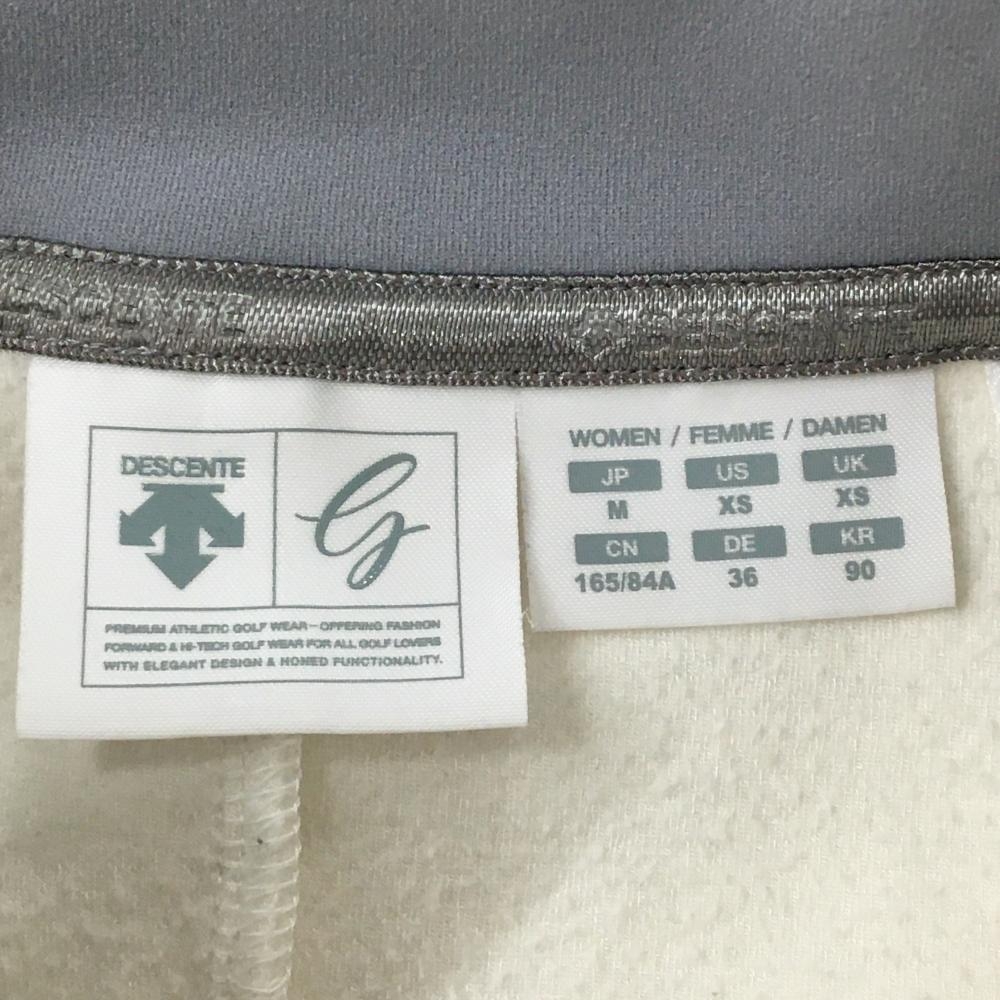 DESCENTE
G
PREMIUM ATHLETIC GOLF WEAR—OFFERING FASHION
FORWARD & HI-TECH GOLF WEAR FOR ALL GOLF LOVERS
WITH ELEGANT DESIGN & HONED FUNCTIONALITY.
WOMEN / FEMME / DAMEN
JP US UK
M XS XS
CN DE KR
165/84A 36 90